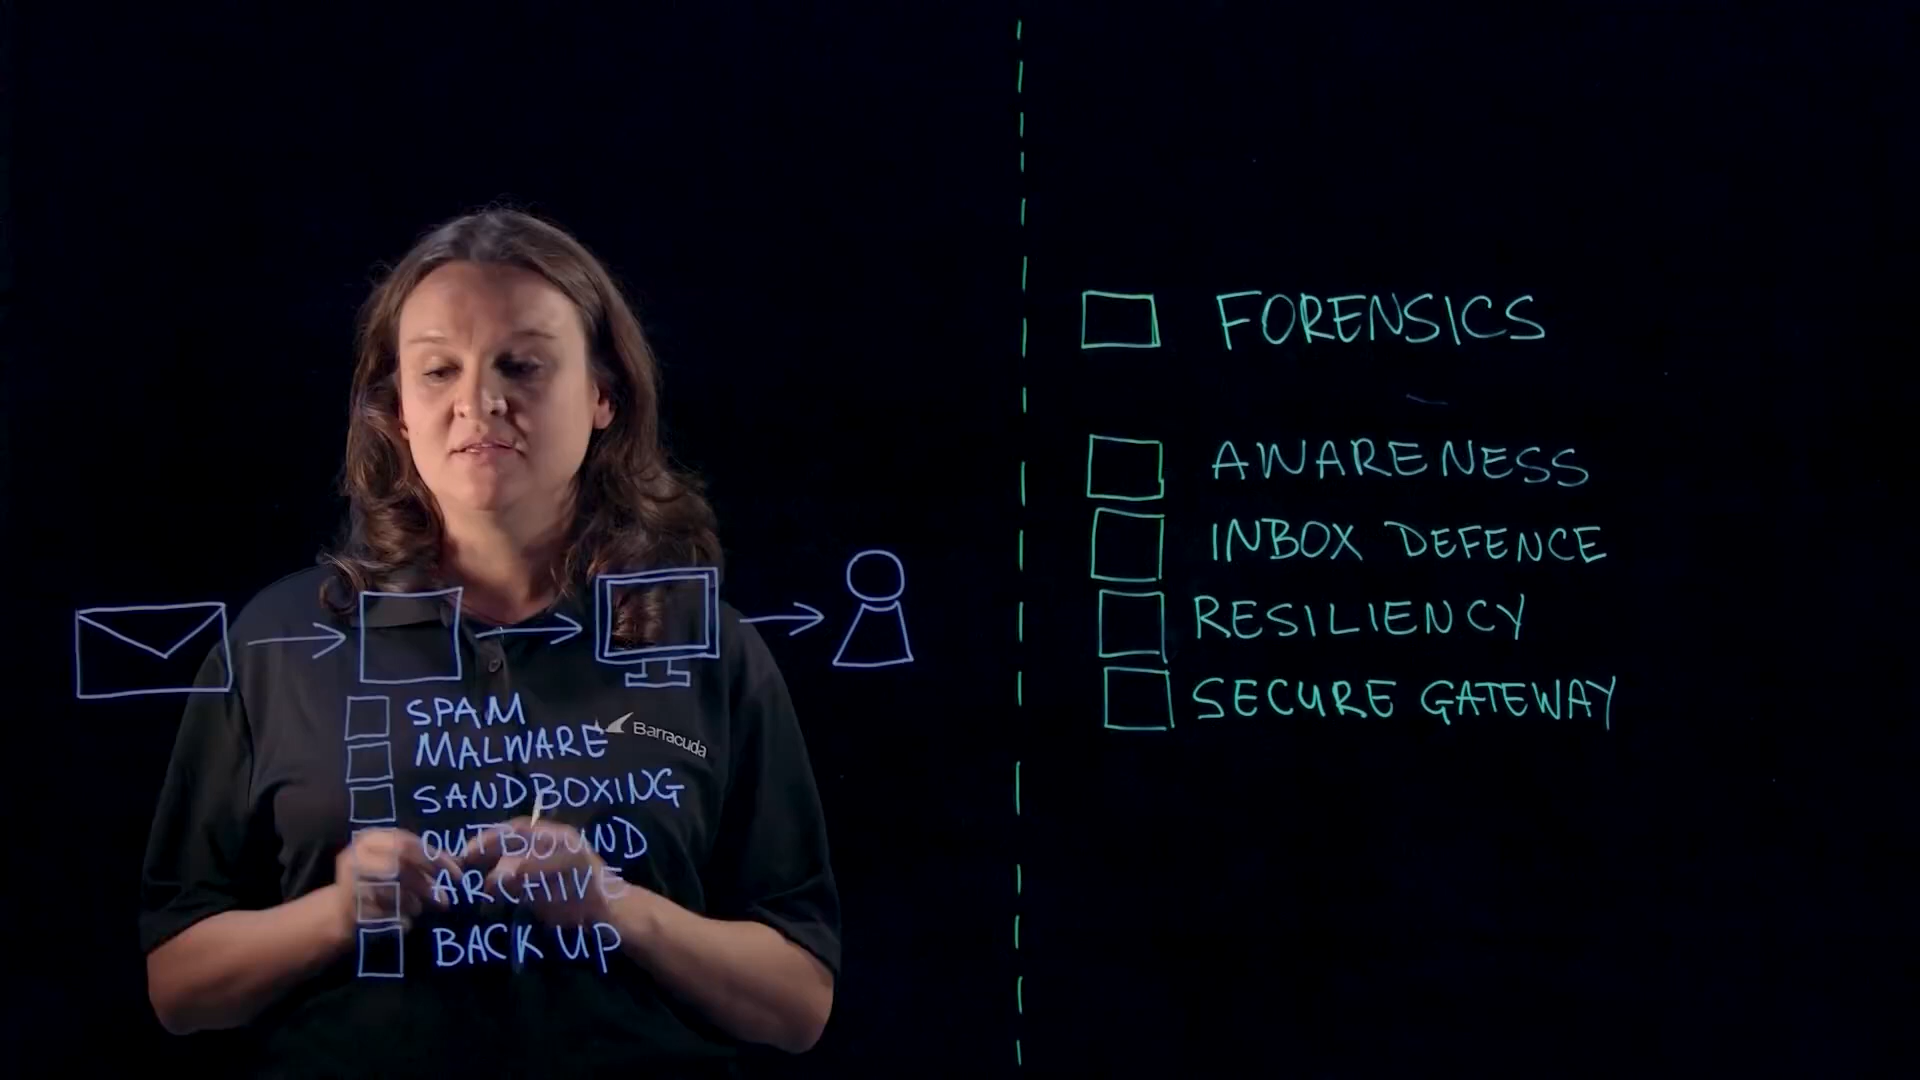 SPAM
MALWARE
Barracuda
SANDBOXING
OUTBOUND
ARCHIVE
BACK UP
FORENSICS
AWARENESS
INBOX DEFENCE
RESILIENCY
SECURE GATEWAY